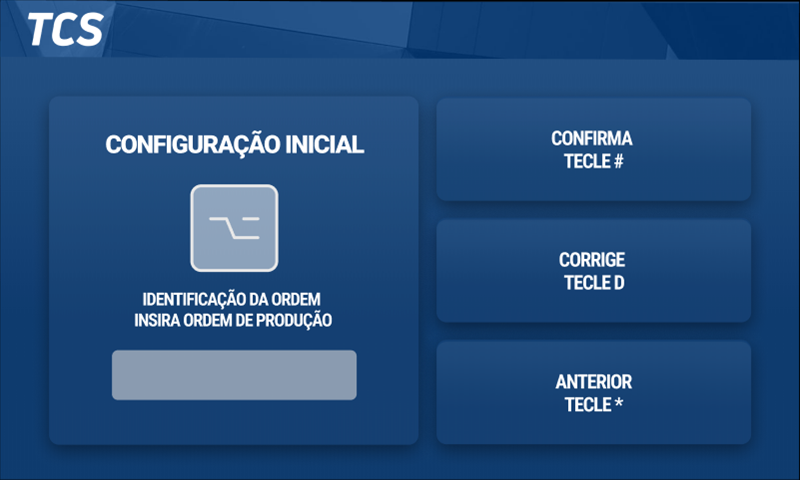 TCS
CONFIGURAÇÃO INICIAL
IDENTIFICAÇÃO DA ORDEM
INSIRA ORDEM DE PRODUÇÃO
CONFIRMA
TECLE #
CORRIGE
TECLE D
ANTERIOR
TECLE *